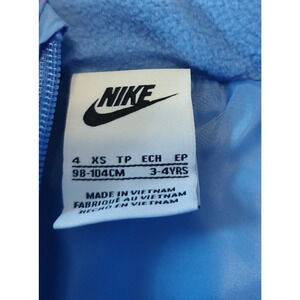 NIKE
4 XS TP ECH EP
98-104CM 3-4YRS
MADE IN VIETNAM
FABRIQUÉ AU VIETNAM
HECHO EN VIETNAM